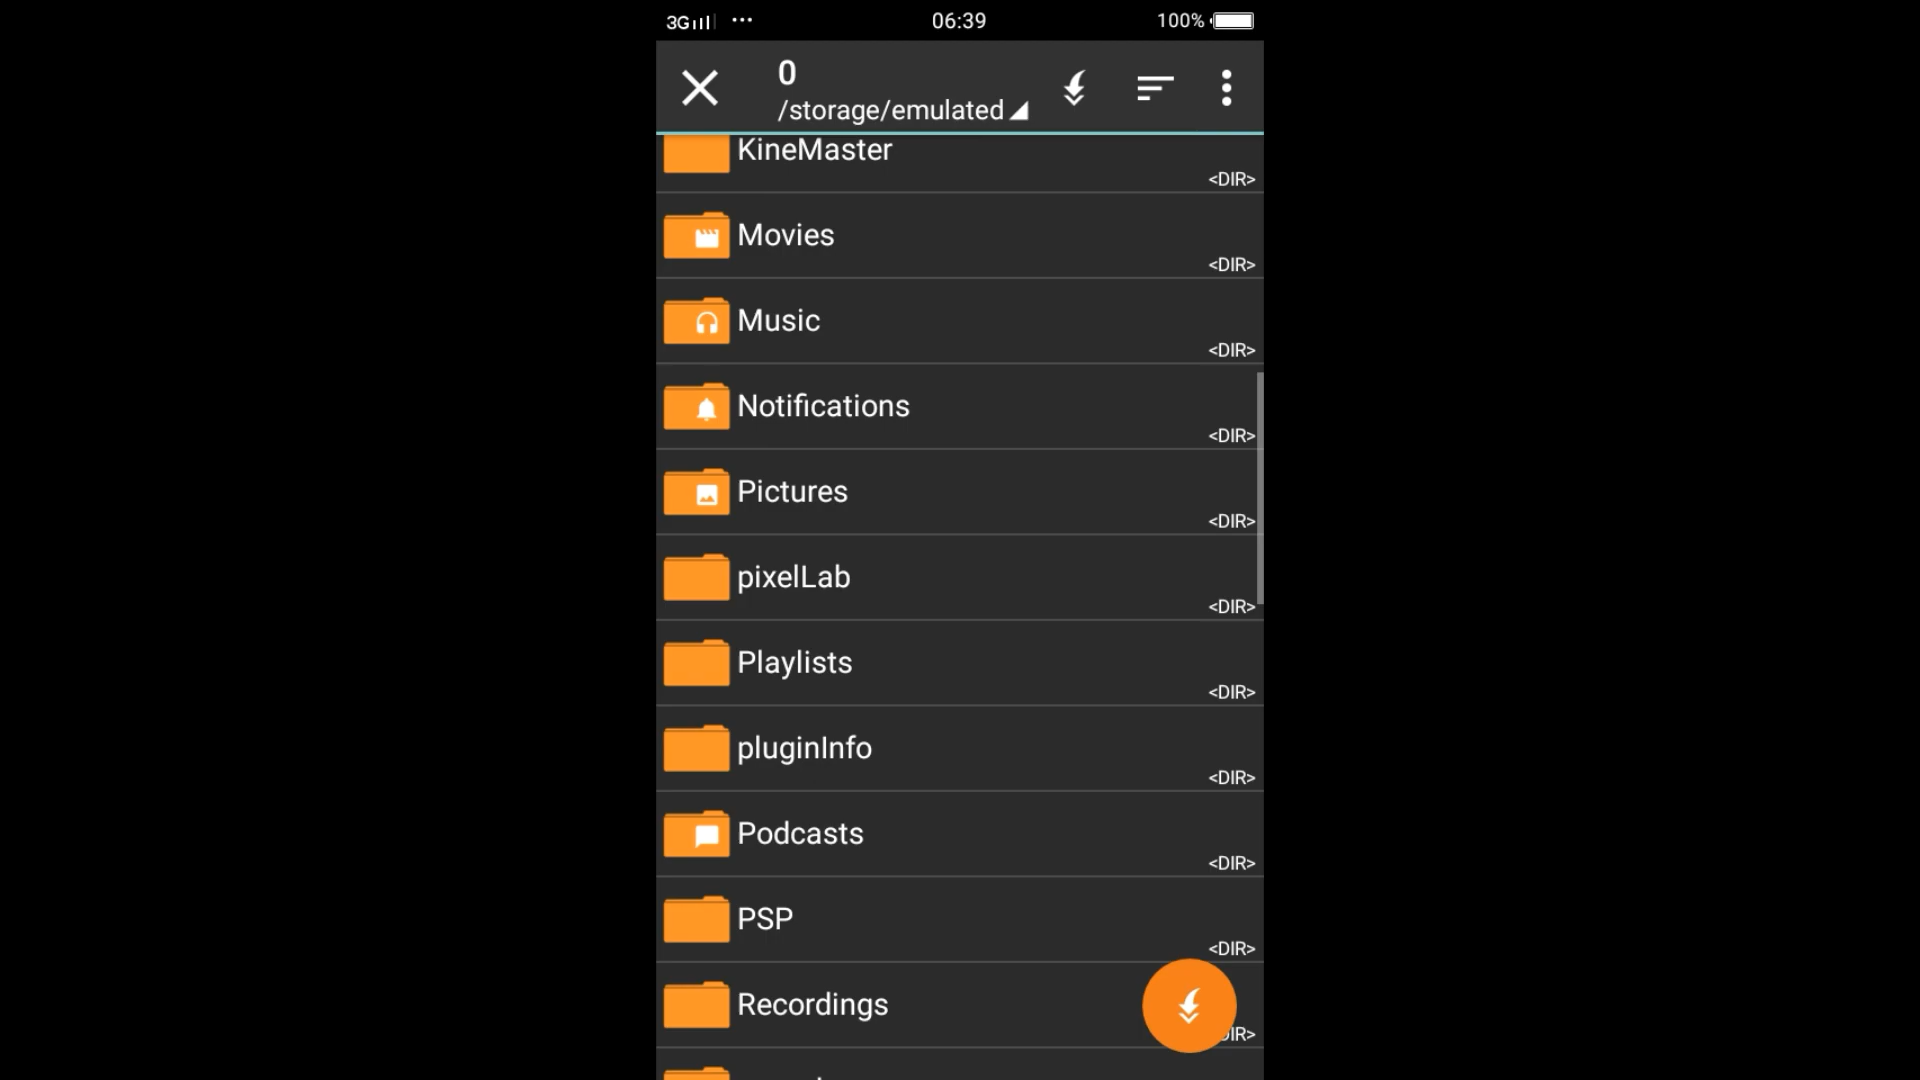 3G ... 06:39 100%
0
/storage/emulated
KineMaster
<DIR>
Movies
<DIR>
Music
<DIR>
Notifications
<DIR>
Pictures
<DIR>
pixelLab
<DIR>
Playlists
<DIR>
pluginInfo
<DIR>
Podcasts
<DIR>
PSP
<DIR>
Recordings